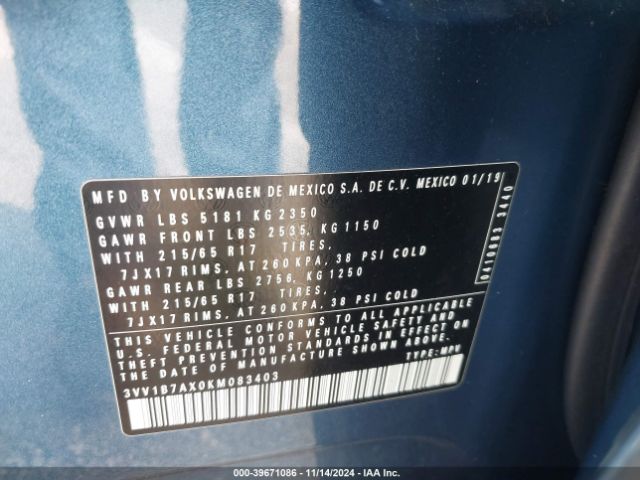 MFD BY VOLKSWAGEN DE MEXICO S.A. DE C.V. MEXICO 01/19
GVWR LBS 5181 KG 2350
GAWR FRONT LBS 2535, KG 1150
WITH 215/65 R17 TIRES,
7JX17 RIMS, AT 260 KPA, 38 PSI COLD
GAWR REAR LBS 2756, KG 1250
WITH 215/65 R17 TIRES,
7JX17 RIMS, AT 260 KPA, 38 PSI COLD
THIS VEHICLE CONFORMS TO ALL APPLICABLE
U.S. FEDERAL MOTOR VEHICLE SAFETY AND
THEFT PREVENTION STANDARDS IN EFFECT ON
THE DATE OF MANUFACTURE SHOWN ABOVE.
TYPE: MPV
3VV1B7AX0KM083403
000-39671086 - 11/14/2024 - IAA Inc.